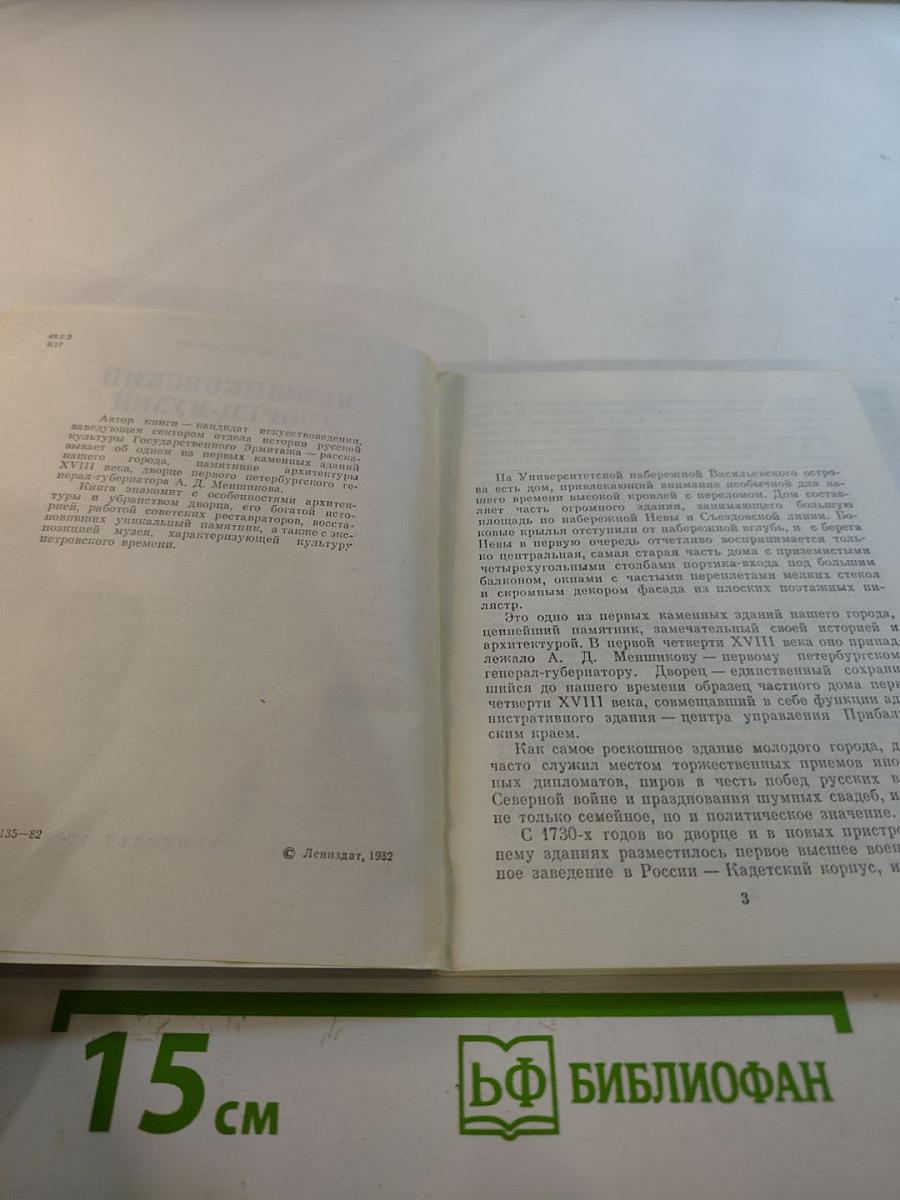 49.2.2
К17
Автор книги — кандидат искусствоведения,
заведующая сектором отдела истории русской
культуры Государственного Эрмитажа — расска-
зывает об одном из первых каменных зданий
нашего города, памятнике архитектуры
XVIII века, дворце первого петербургского ге-
нерал-губернатора А. Д. Меншикова.
Книга знакомит с особенностями архитек-
туры и убранством дворца, его богатой исто-
рией, работой советских реставраторов, восста-
новивших уникальный памятник, а также с экс-
позицией музея, характеризующей культуру
петровского времени.
135—82
© Лениздат, 1982
На Университетской набережной Васильевского остро-
ва есть дом, привлекающий внимание необычной для на-
шего времени высокой кровлей с переломом. Дом состав-
ляет часть огромного здания, занимающего большую
площадь по набережной Невы и Съездовской линии. Бо-
ковые крылья отступили от набережной вглубь, и с берега
Невы в первую очередь отчетливо воспринимается толь-
ко центральная, самая старая часть дома с приземистыми
четырехугольными столбами портика-входа под большим
балконом, окнами с частыми переплетами мелких стекол
и скромным декором фасада из плоских поэтажных пи-
лястр.
Это одно из первых каменных зданий нашего города,
ценнейший памятник, замечательный своей историей и
архитектурой. В первой четверти XVIII века оно принад-
лежало А. Д. Меншикову — первому петербургском
генерал-губернатору. Дворец — единственный сохрани
шийся до нашего времени образец частного дома перв
четверти XVIII века, совмещавший в себе функции ад
нистративного здания — центра управления Прибалт
ским краем.
Как самое роскошное здание молодого города, д
часто служил местом торжественных приемов ино
ных дипломатов, пиров в честь побед русских в
Северной войне и празднования шумных свадеб, и
не только семейное, но и политическое значение.
С 1730-х годов во дворце и в новых пристро
нему зданиях разместилось первое высшее воен
ное заведение в России — Кадетский корпус, и
3
15 см
ЬФ БИБЛИОФАН